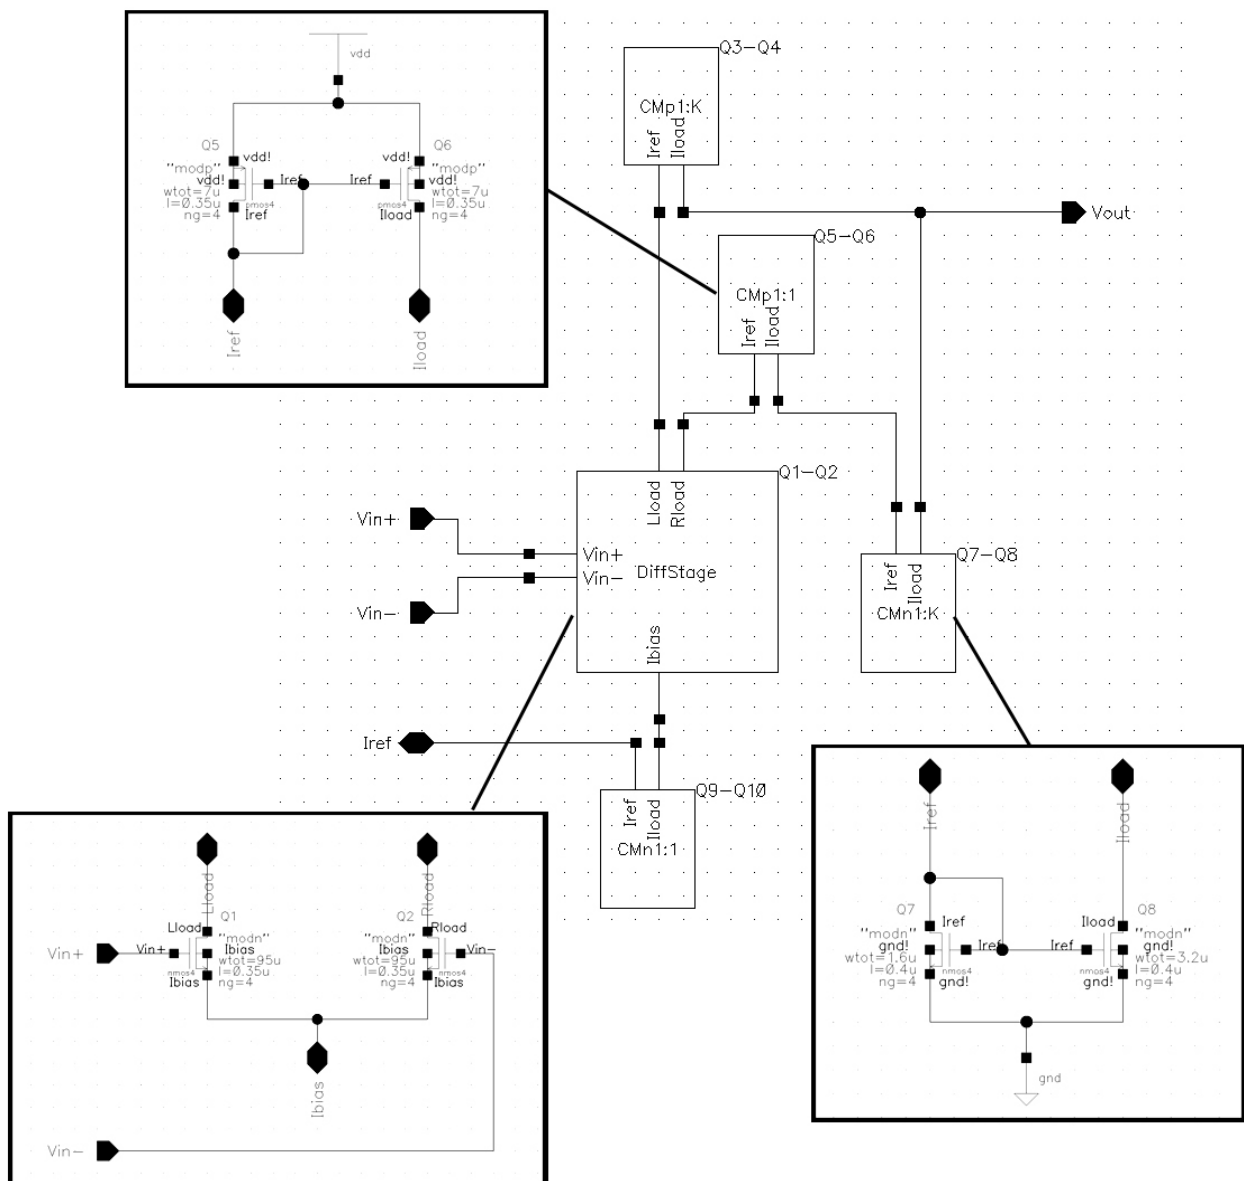 vdd
Q5
Q6
vdd!
vdd!
"modp"
"modp"
vdd!
Iref
Iref
vdd!
wtot=7u
wtot=7u
l=0.35u
l=0.35u
pmos4
pmos4
ng=4
Iref
Iload
ng=4
Iref
Iload
Q3-Q4
CMp1:K
Iref
Iload
Vout
Q5-Q6
CMp1:1
Iref
Iload
Q1-Q2
Lload
Rload
Vin+
Vin+
Vin-
DiffStage
Vin-
Ibias
Q7-Q8
Iref
Iload
CMn1:K
Iref
Q9-Q10
Iref
Iload
CMn1:1
Lload
Rload
Q1
Q2
Lload
Rload
"modn"
"modn"
Vin+
Vin+
Ibias
Ibias
Vin-
wtot=95u
wtot=95u
l=0.35u
l=0.35u
nmos4
nmos4
Ibias
ng=4
ng=4
Ibias
Ibias
Vin-
Iref
Iload
Q7
Q8
Iref
Iload
"modn"
"modn"
gnd!
Iref
Iref
gnd!
wtot=1.6u
wtot=3.2u
l=0.4u
l=0.4u
nmos4
nmos4
ng=4
gnd!
gnd!
ng=4
gnd